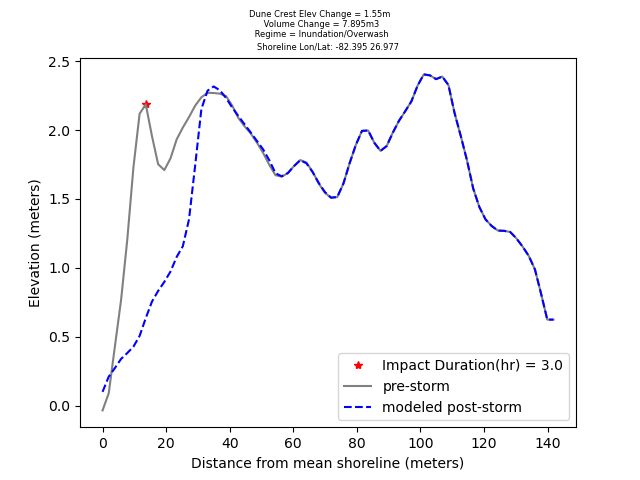 Dune Crest Elev Change = 1.55m
Volume Change = 7.895m3
Regime = Inundation/Overwash
Shoreline Lon/Lat: -82.395 26.977
2.5
2.0
1.5
1.0
0.5
0.0
Elevation (meters)
Impact Duration(hr) = 3.0
pre-storm
modeled post-storm
0 20 40 60 80 100 120 140
Distance from mean shoreline (meters)